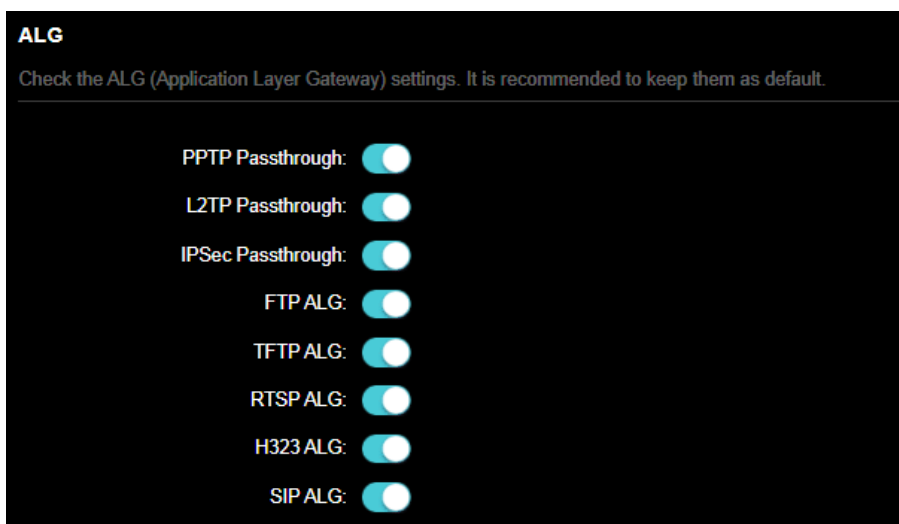 ALG
Check the ALG (Application Layer Gateway) settings. It is recommended to keep them as default.
PPTP Passthrough:
L2TP Passthrough:
IPSec Passthrough:
FTP ALG:
TFTP ALG:
RTSP ALG:
H323 ALG:
SIP ALG: